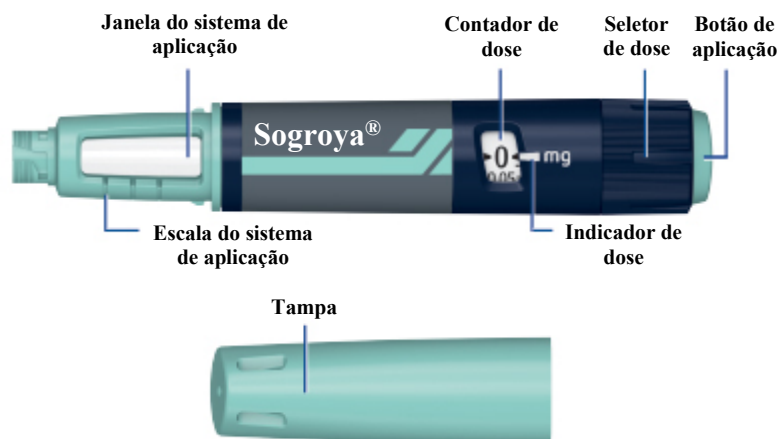 Janela do sistema de
aplicação
Contador de
dose
Seletor
de dose
Botão de
aplicação
Sogroya®
0
mg
0.05
Escala do sistema
de aplicação
Indicador de
dose
Tampa